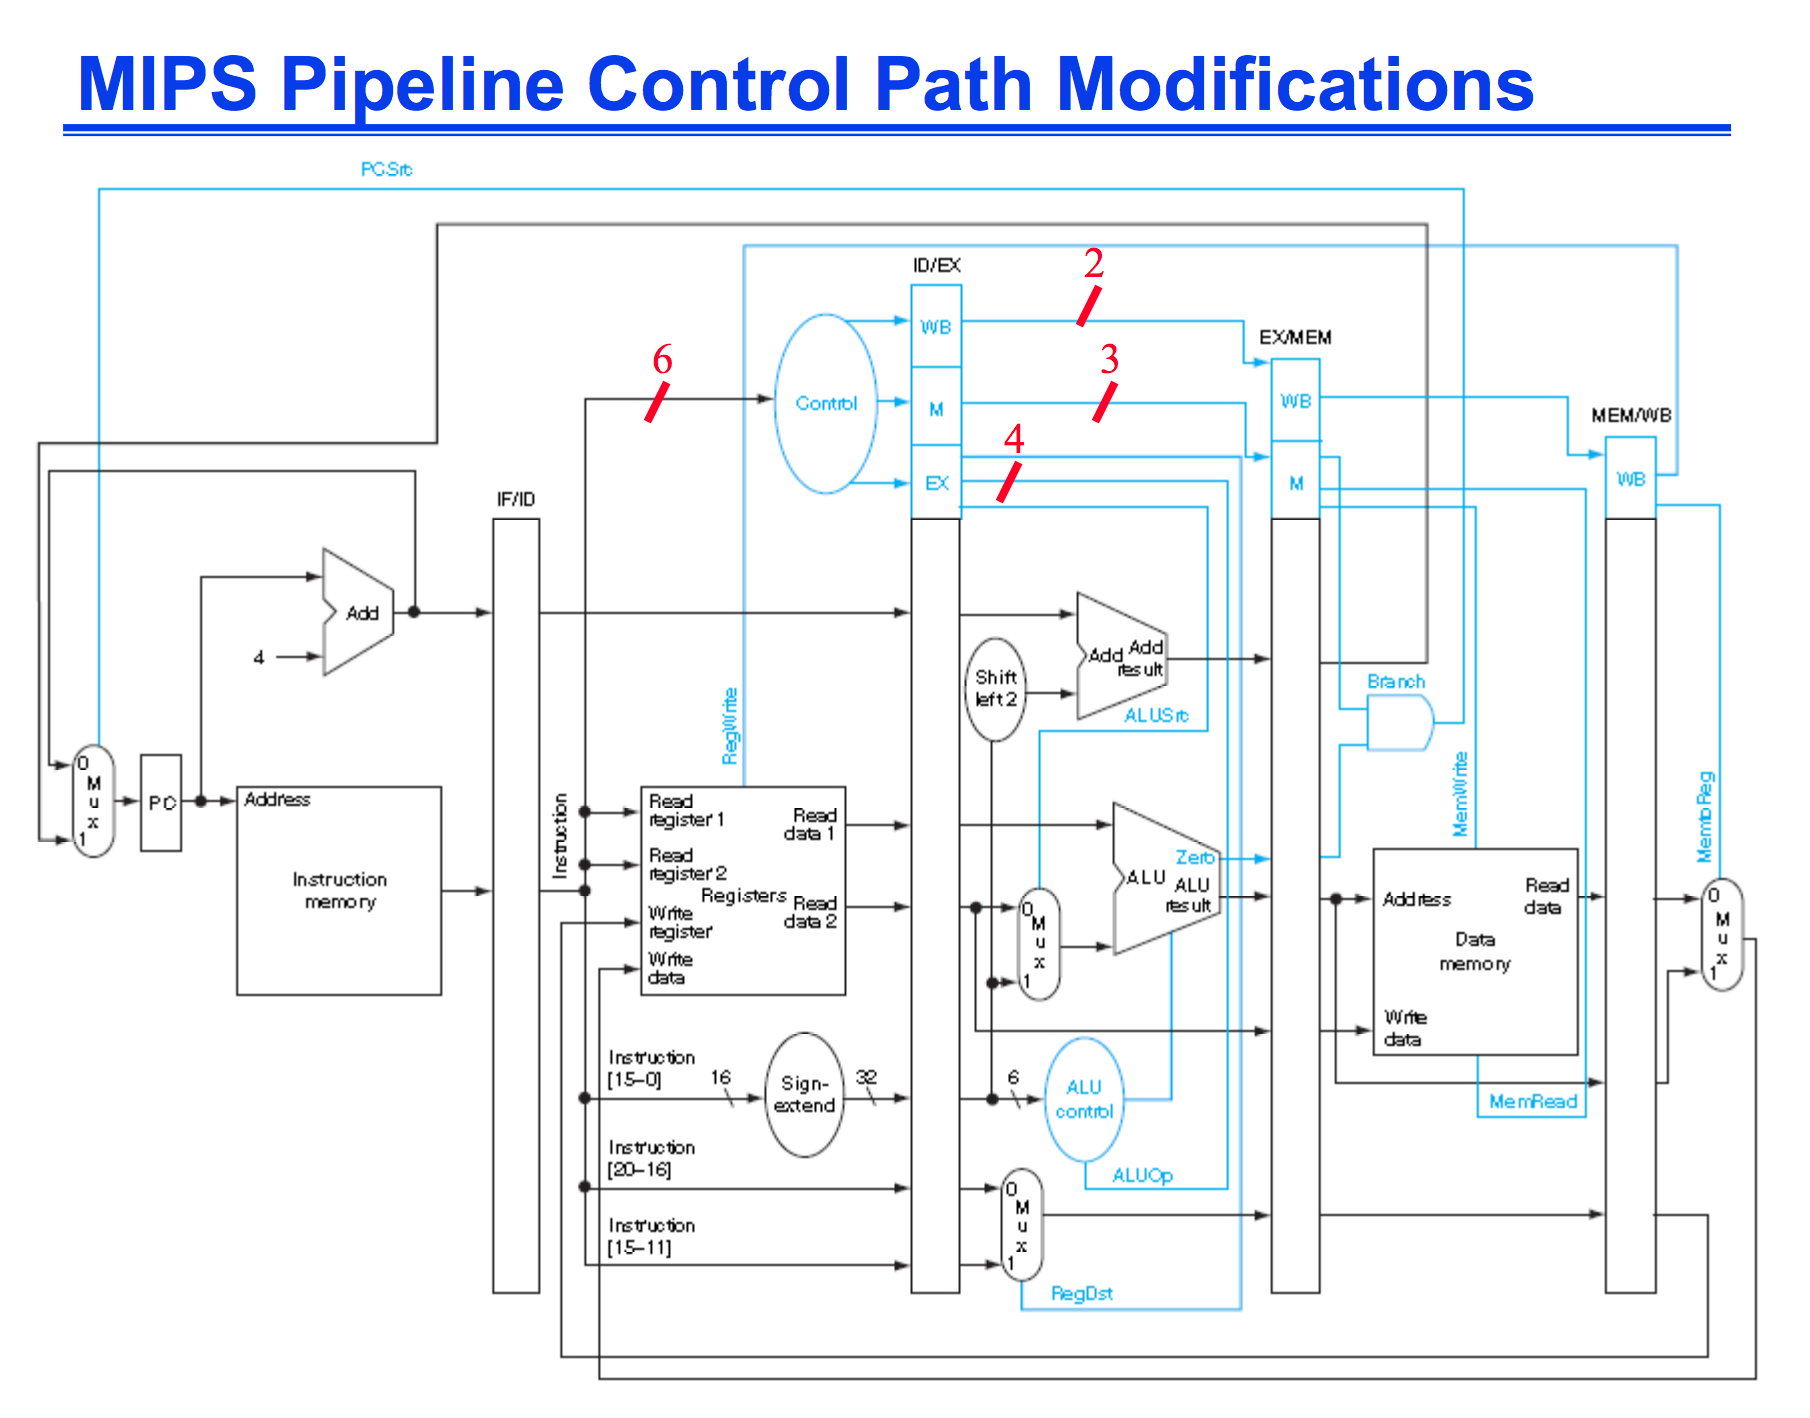 MIPS Pipeline Control Path Modifications
PCSrc
ID/EX
2
WB
EX/MEM
6
3
Control
M
WB
MEM/WB
4
EX
M
WB
IF/ID
Add
4
Add
Add
result
Shift
left 2
Branch
ALUSrc
RegWrite
MemWrite
MemtoReg
0
M
u
x
1
PC
Address
Instruction
memory
Instruction
Read
register 1
Read
data 1
Read
register 2
Registers
Read
data 2
Write
register
Write
data
0
M
u
x
1
Zero
ALU
ALU
result
Address
Read
data
Data
memory
Write
data
0
M
u
x
1
Instruction
[15–0]
16
Sign-
extend
32
6
ALU
control
MemRead
Instruction
[20–16]
ALUOp
0
M
u
x
1
Instruction
[15–11]
RegDst